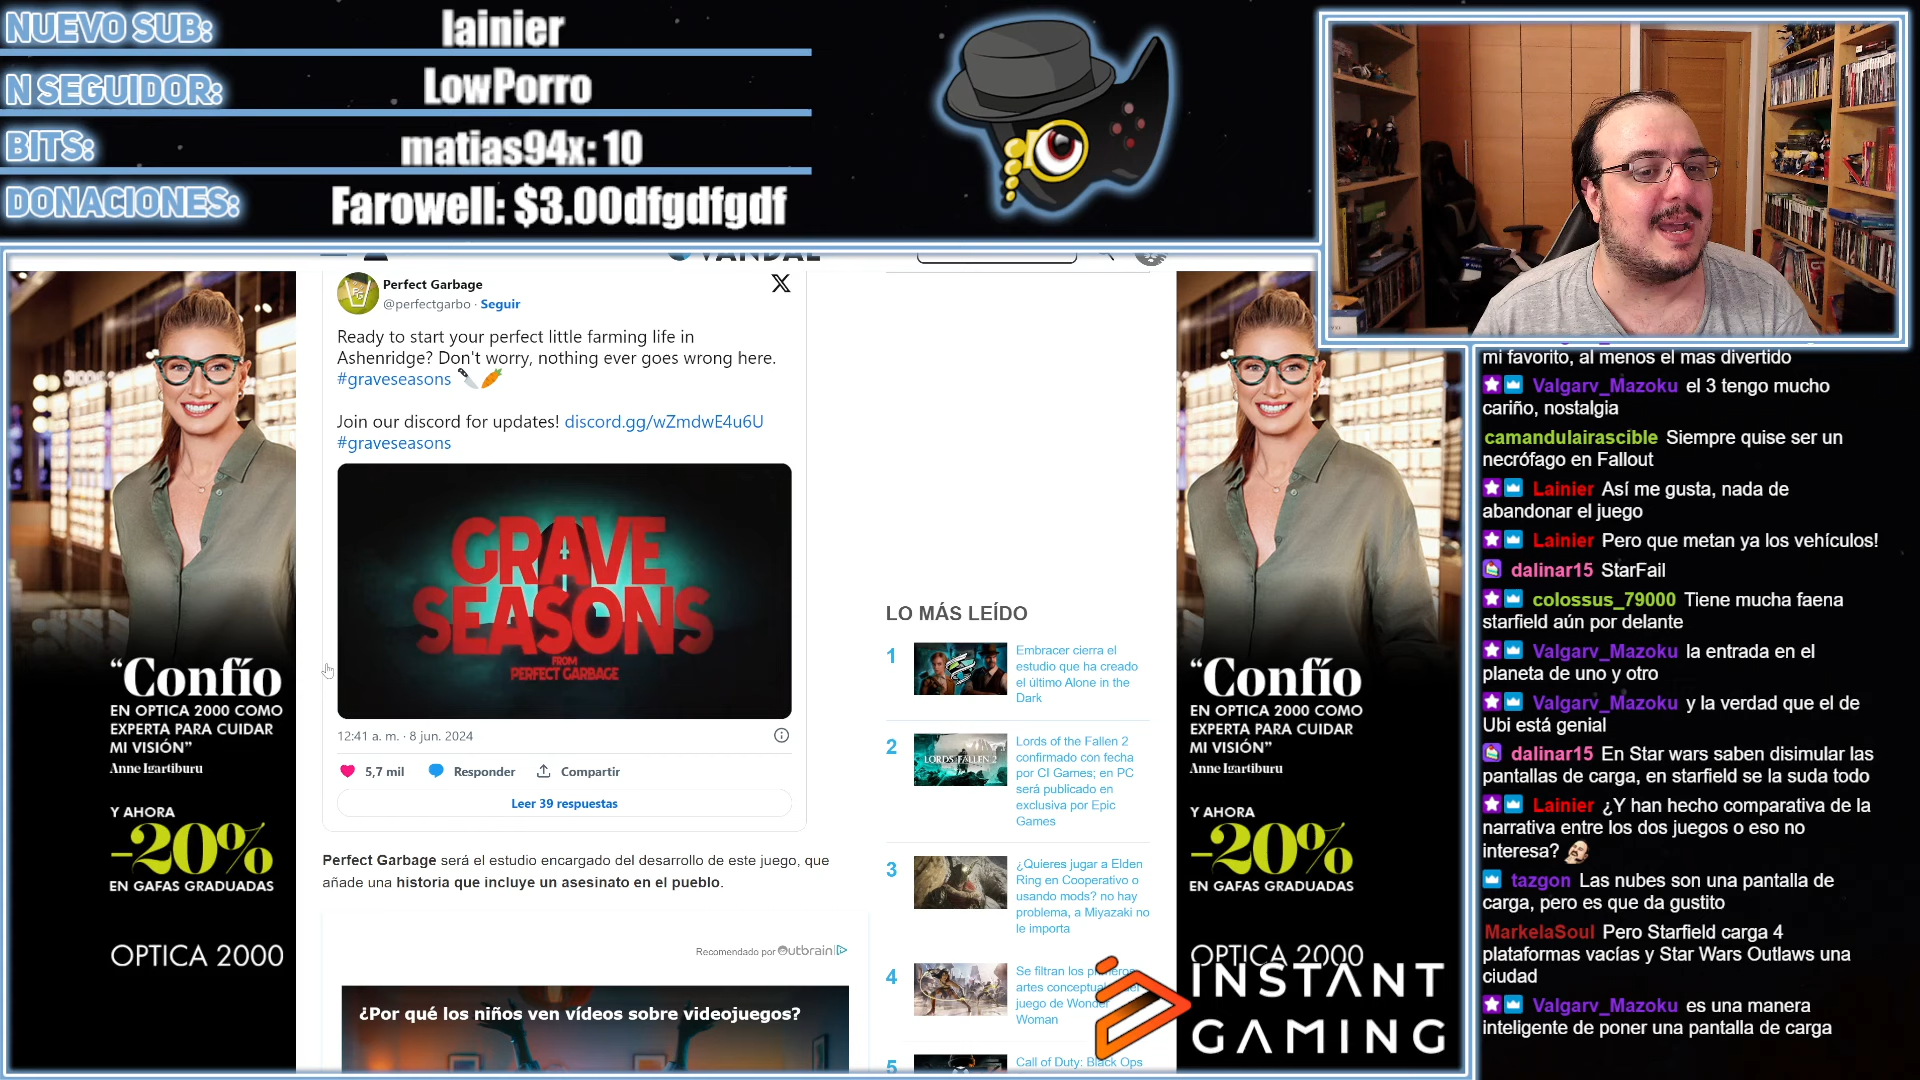 NUEVO SUB:
lainier
N SEGUIDOR:
LowPorro
BITS:
matias94x: 10
DONACIONES:
Farowell: $3.00dfgdfgdf
VANDAL
Perfect Garbage
@perfectgarbo · Seguir
Ready to start your perfect little farming life in
Ashenridge? Don't worry, nothing ever goes wrong here.
#graveseasons 🔪🥕
Join our discord for updates! discord.gg/wZmdwE4u6U
#graveseasons
GRAVE
SEASONS
FROM
PERFECT GARBAGE
12:41 a. m. · 8 jun. 2024
5,7 mil
Responder
Compartir
Leer 39 respuestas
Perfect Garbage será el estudio encargado del desarrollo de este juego, que
añade una historia que incluye un asesinato en el pueblo.
Recomendado por Outbrain
¿Por qué los niños ven vídeos sobre videojuegos?
LO MÁS LEÍDO
1
Embracer cierra el
estudio que ha creado
el último Alone in the
Dark
2
LORDS FALLEN 2
Lords of the Fallen 2
confirmado con fecha
por CI Games; en PC
será publicado en
exclusiva por Epic
Games
3
¿Quieres jugar a Elden
Ring en Cooperativo o
usando mods? no hay
problema, a Miyazaki no
le importa
4
Se filtran los primeros
artes conceptuales del
juego de Wonder
Woman
5
Call of Duty: Black Ops
"Confío
EN OPTICA 2000 COMO
EXPERTA PARA CUIDAR
MI VISIÓN"
Anne Igartiburu
Y AHORA
-20%
EN GAFAS GRADUADAS
OPTICA 2000
"Confío
EN OPTICA 2000 COMO
EXPERTA PARA CUIDAR
MI VISIÓN"
Anne Igartiburu
Y AHORA
-20%
EN GAFAS GRADUADAS
OPTICA 2000
INSTANT
GAMING
mi favorito, al menos el mas divertido
Valgarv_Mazoku el 3 tengo mucho
cariño, nostalgia
camandulairascible Siempre quise ser un
necrófago en Fallout
Lainier Así me gusta, nada de
abandonar el juego
Lainier Pero que metan ya los vehículos!
dalinar15 StarFail
colossus_79000 Tiene mucha faena
starfield aún por delante
Valgarv_Mazoku la entrada en el
planeta de uno y otro
Valgarv_Mazoku y la verdad que el de
Ubi está genial
dalinar15 En Star wars saben disimular las
pantallas de carga, en starfield se la suda todo
Lainier ¿Y han hecho comparativa de la
narrativa entre los dos juegos o eso no
interesa?
tazgon Las nubes son una pantalla de
carga, pero es que da gustito
MarkelaSoul Pero Starfield carga 4
plataformas vacías y Star Wars Outlaws una
ciudad
Valgarv_Mazoku es una manera
inteligente de poner una pantalla de carga